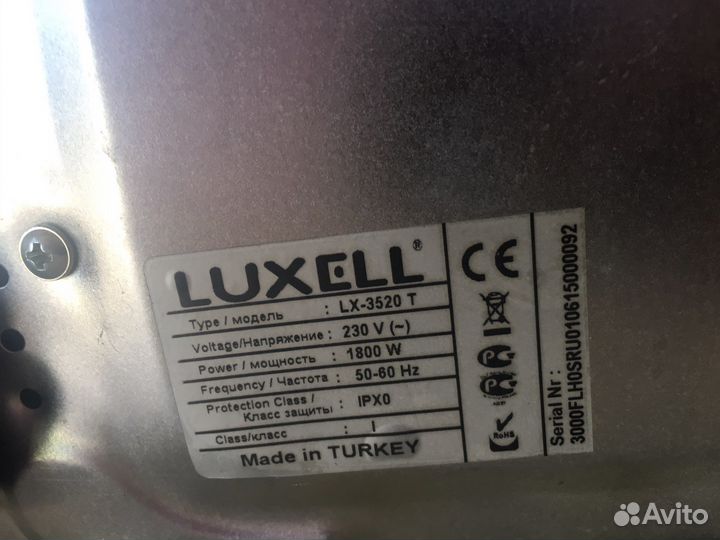 LUXELL®
Type / модель : LX-3520 T
Voltage/Напряжение : 230 V (~)
Power / мощность : 1800 W
Frequency / Частота : 50-60 Hz
Protection Class / Класс защиты : IPX0
Class/класс : I
Made in TURKEY
CE
RoHS
Serial Nr :
3000FLH0SRU010615000092
Avito